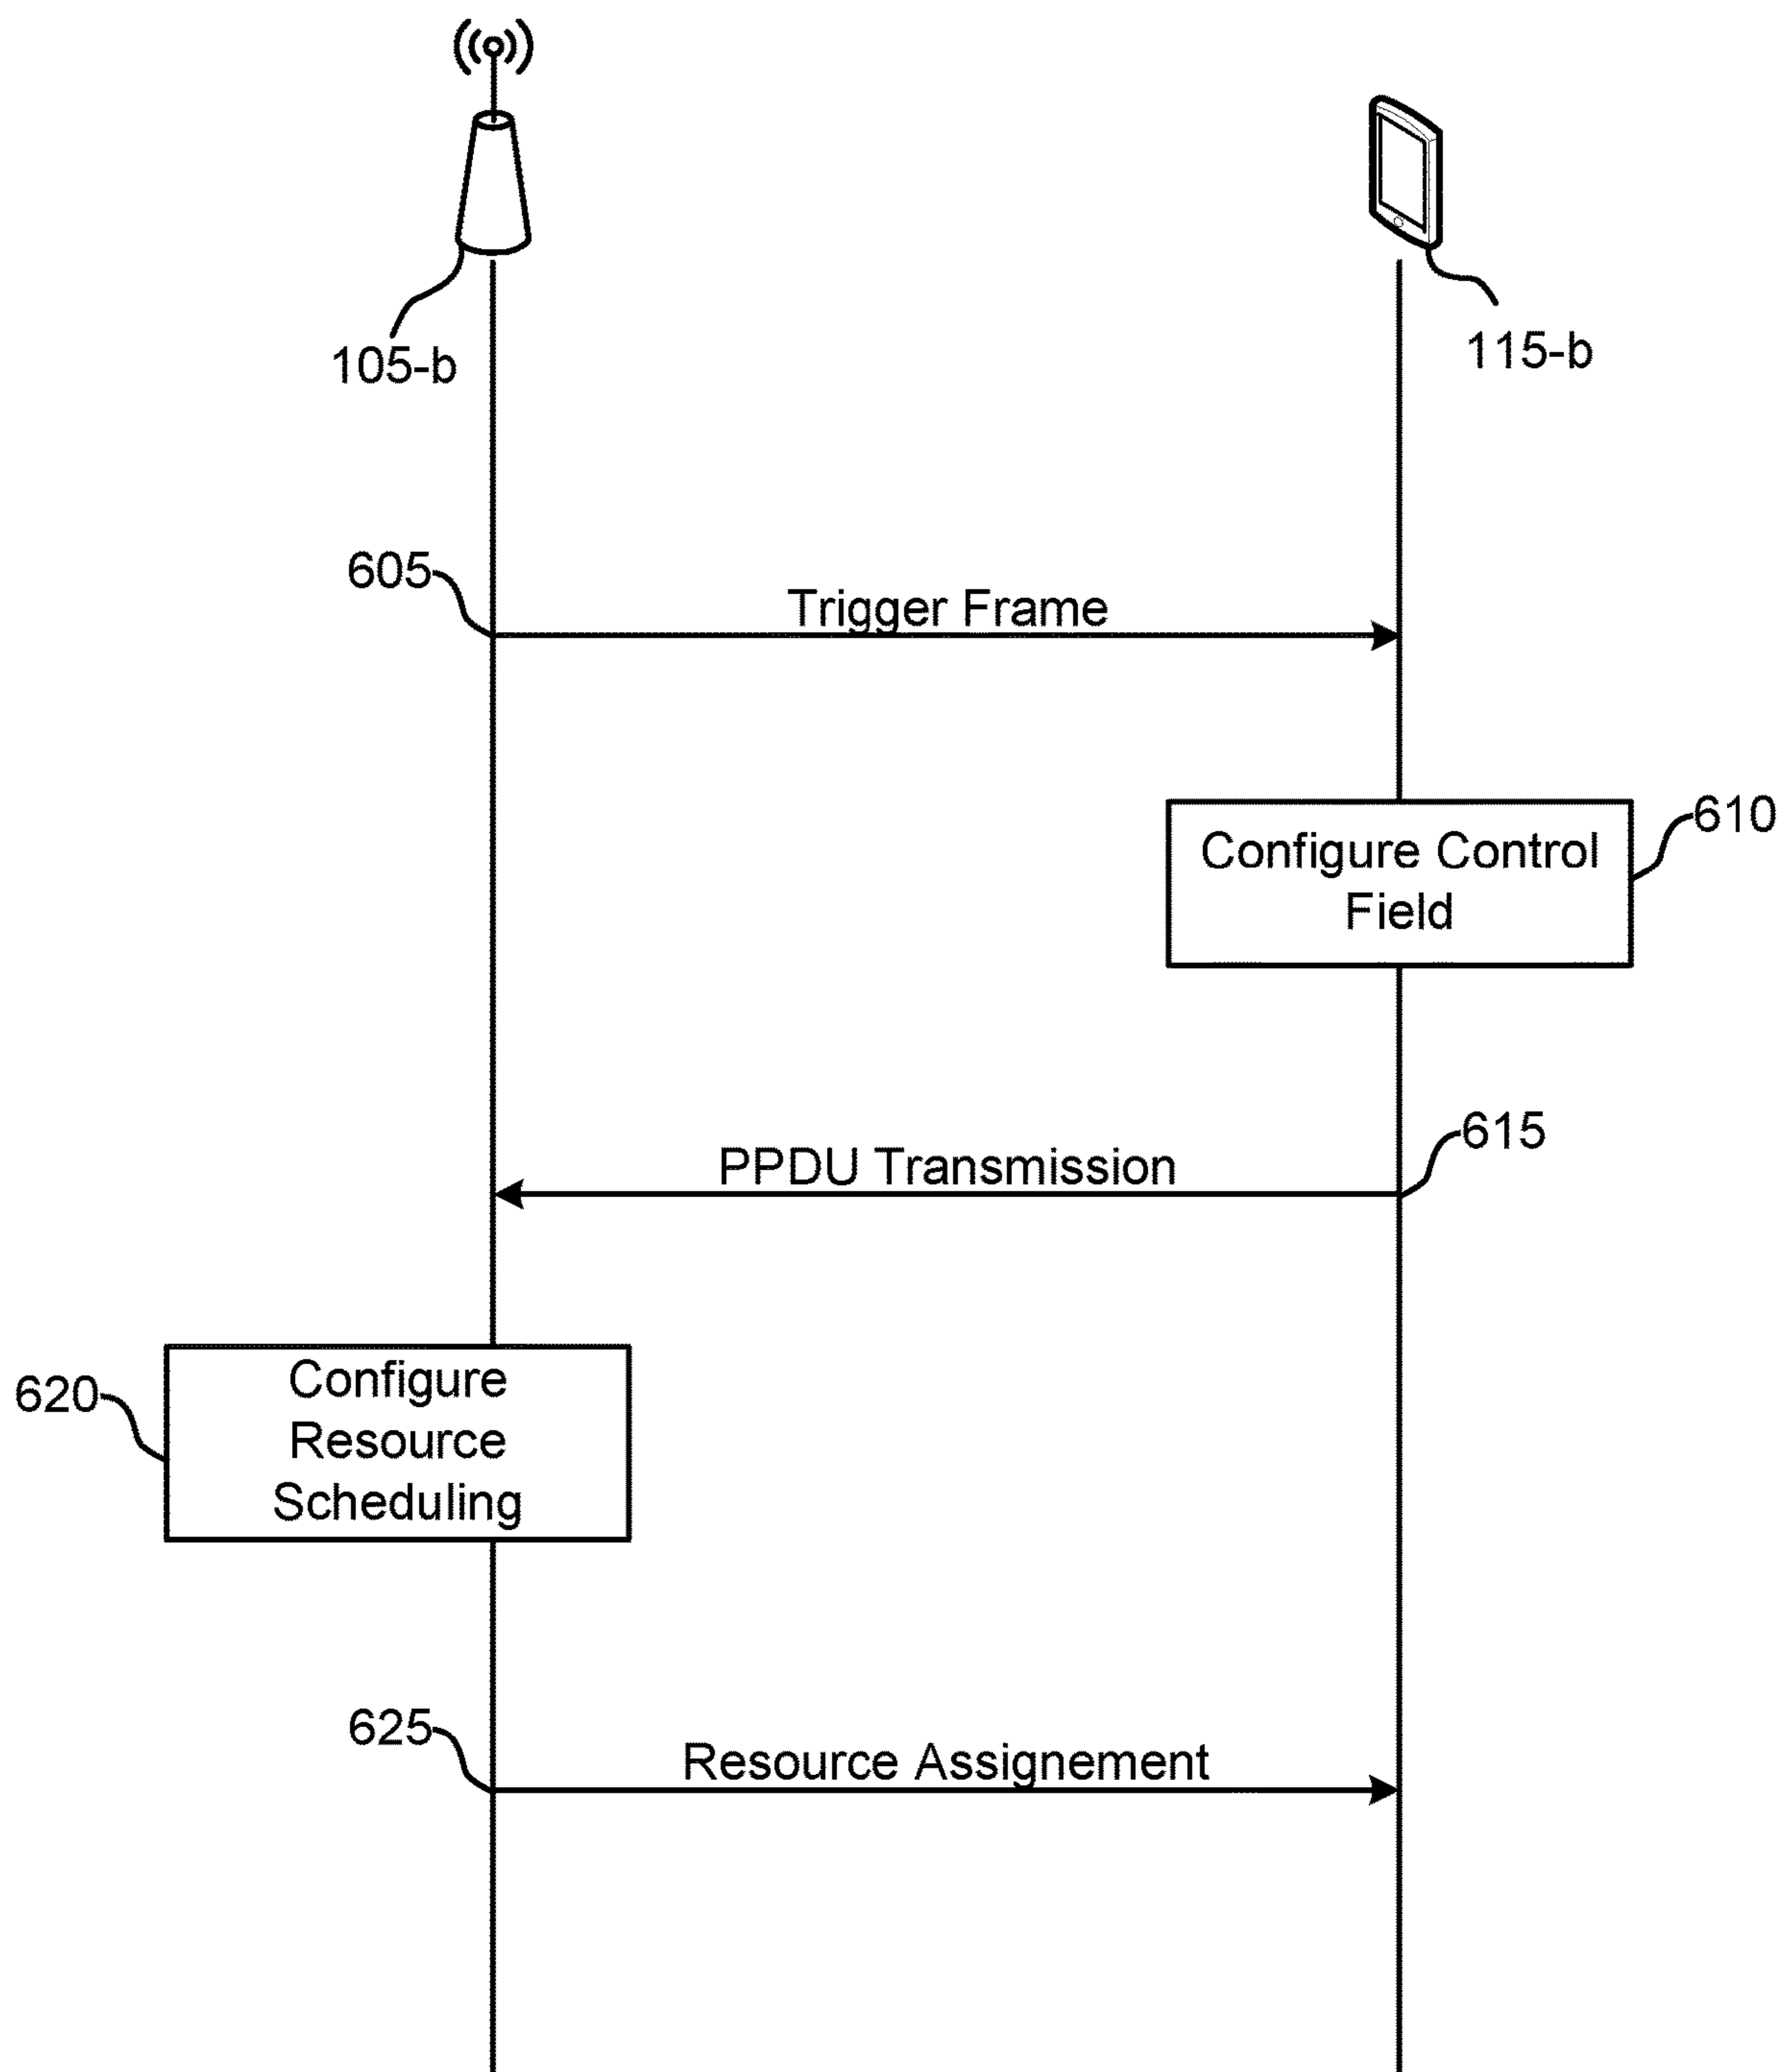 105-b
115-b
605
Trigger Frame
Configure Control
Field
610
615
PPDU Transmission
620
Configure
Resource
Scheduling
625
Resource Assignement